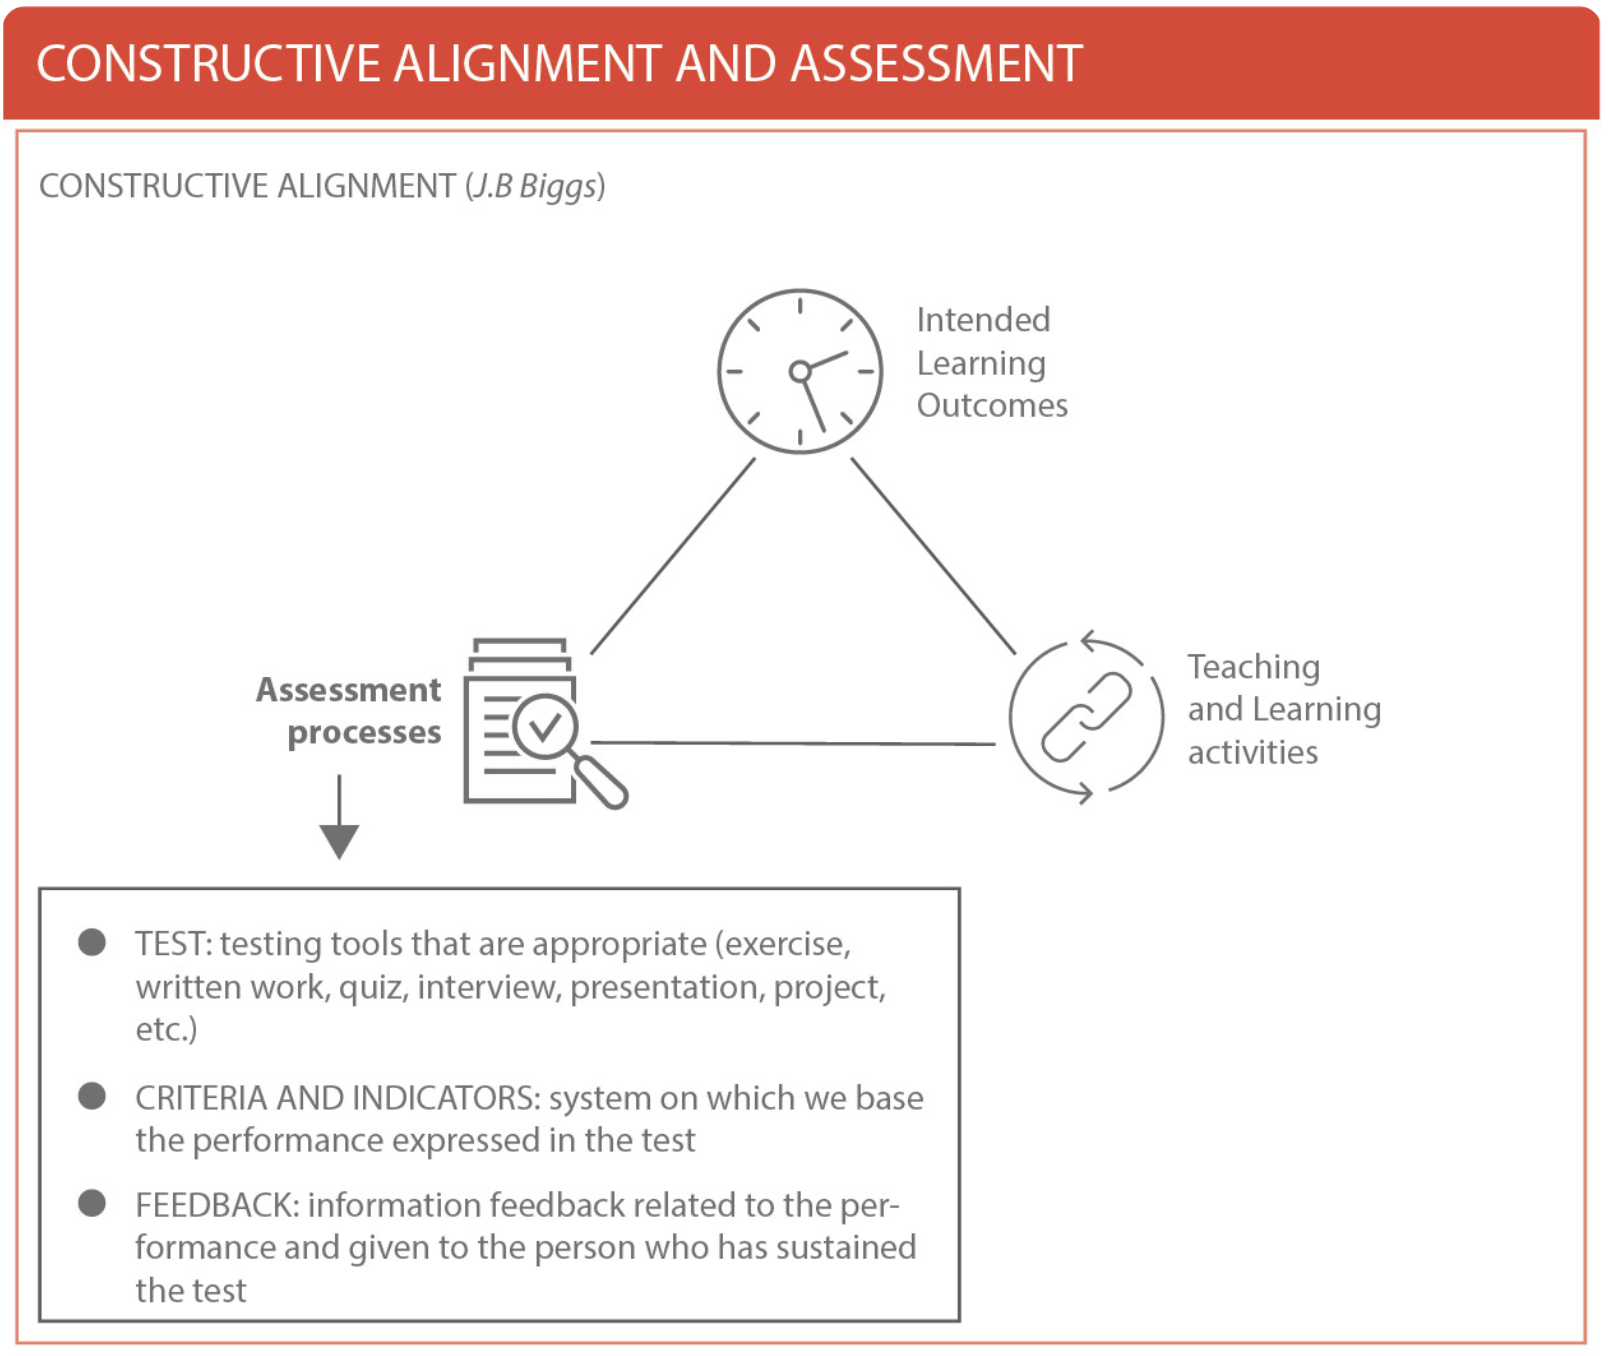 CONSTRUCTIVE ALIGNMENT AND ASSESSMENT
CONSTRUCTIVE ALIGNMENT (J.B Biggs)
Intended
Learning
Outcomes
Assessment
processes
Teaching
and Learning
activities
● TEST: testing tools that are appropriate (exercise,
written work, quiz, interview, presentation, project,
etc.)
● CRITERIA AND INDICATORS: system on which we base
the performance expressed in the test
● FEEDBACK: information feedback related to the per-
formance and given to the person who has sustained
the test